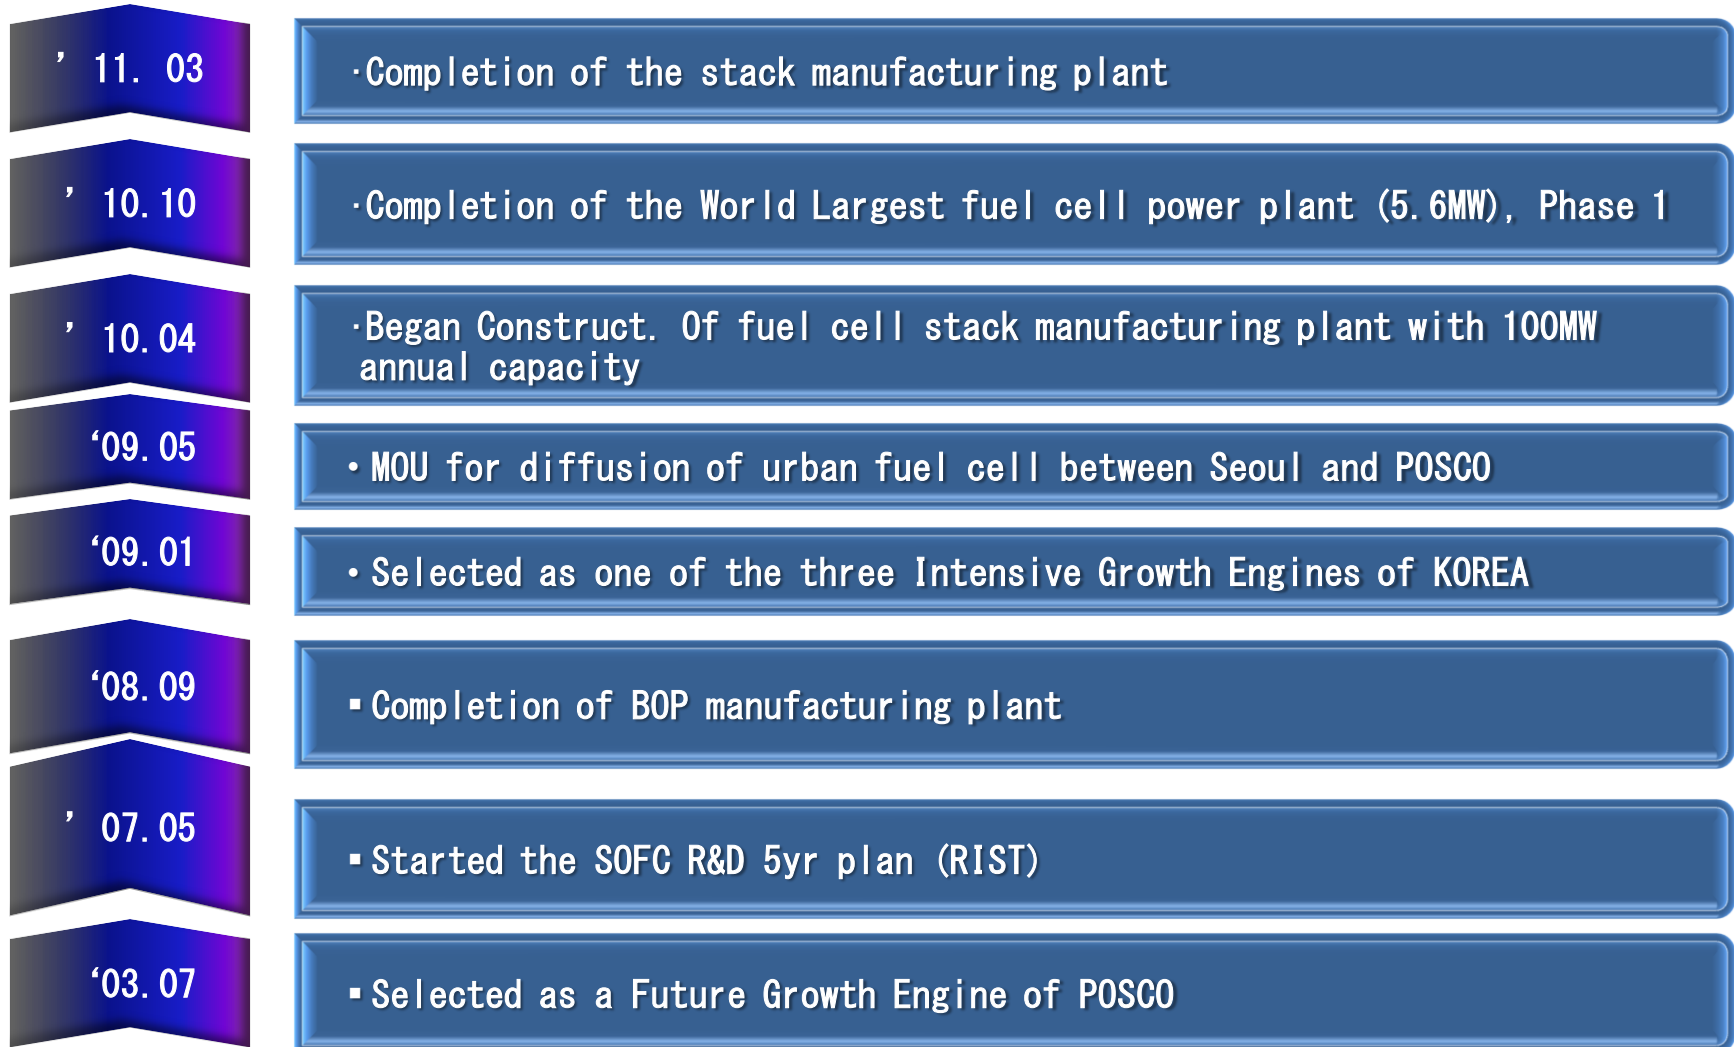 ’ 11. 03
·Completion of the stack manufacturing plant
’ 10.10
·Completion of the World Largest fuel cell power plant (5.6MW), Phase 1
’ 10.04
·Began Construct. Of fuel cell stack manufacturing plant with 100MW
annual capacity
‘09.05
• MOU for diffusion of urban fuel cell between Seoul and POSCO
‘09.01
• Selected as one of the three Intensive Growth Engines of KOREA
‘08.09
▪ Completion of BOP manufacturing plant
’ 07.05
▪ Started the SOFC R&D 5yr plan (RIST)
‘03.07
▪ Selected as a Future Growth Engine of POSCO